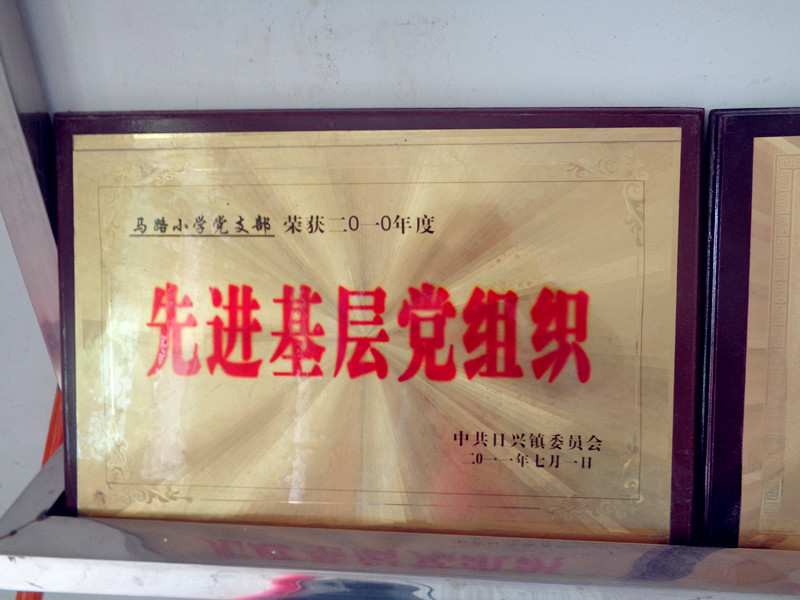 马路小学党支部 荣获二0一0年度
先进基层党组织
中共日兴镇委员会
二0一一年七月一日